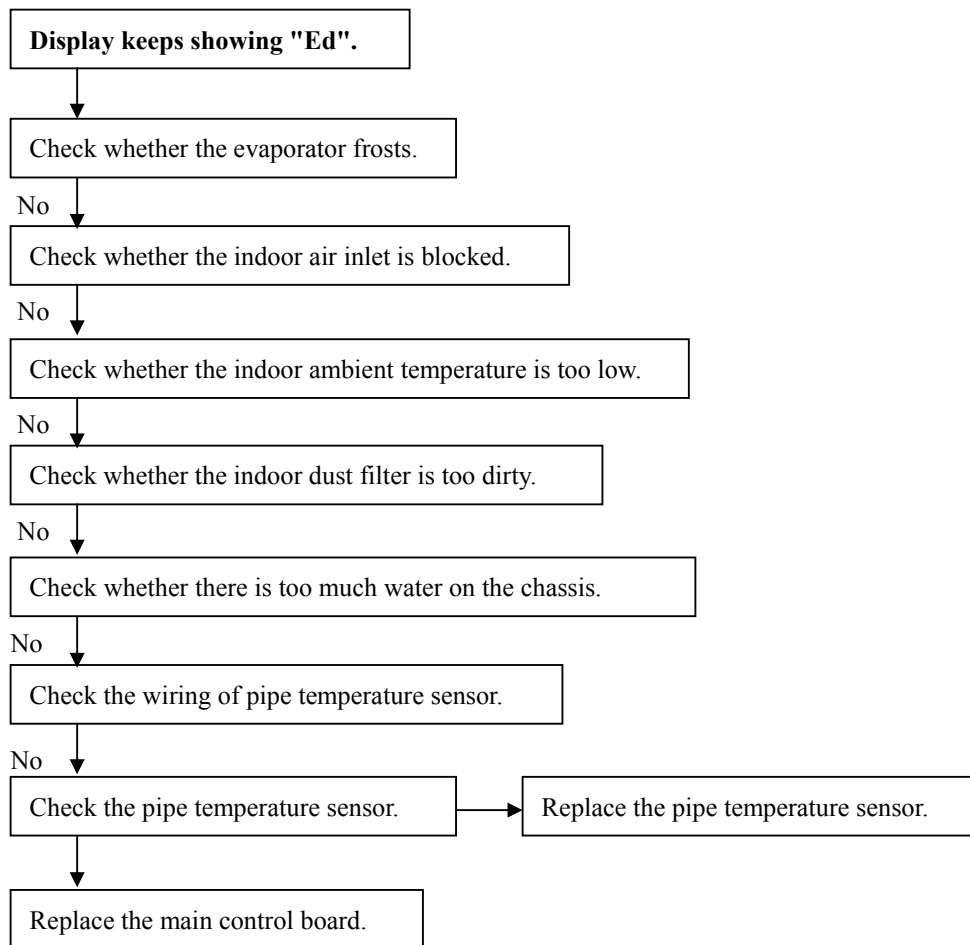 Display keeps showing "Ed".
Check whether the evaporator frosts.
No
Check whether the indoor air inlet is blocked.
No
Check whether the indoor ambient temperature is too low.
No
Check whether the indoor dust filter is too dirty.
No
Check whether there is too much water on the chassis.
No
Check the wiring of pipe temperature sensor.
No
Check the pipe temperature sensor.
Replace the pipe temperature sensor.
Replace the main control board.